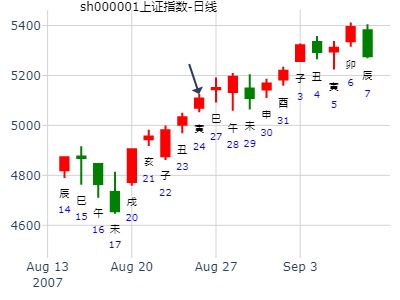 sh000001上证指数-日线
5400
5200
5000
4800
4600
辰
14
巳
15
午
16
未
17
戌
20
亥
21
子
22
丑
23
寅
24
巳
27
午
28
未
29
申
30
酉
31
子
3
丑
4
寅
5
卯
6
辰
7
Aug 13
2007
Aug 20
Aug 27
Sep 3